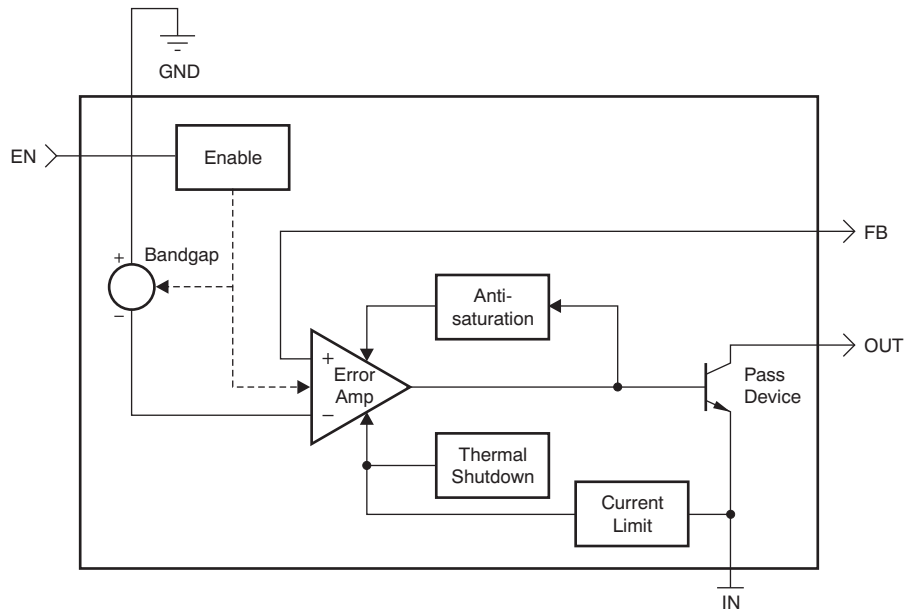 GND
EN
Enable
FB
+
Bandgap
−
Anti-
saturation
OUT
+
Error
Amp
−
Pass
Device
Thermal
Shutdown
Current
Limit
IN